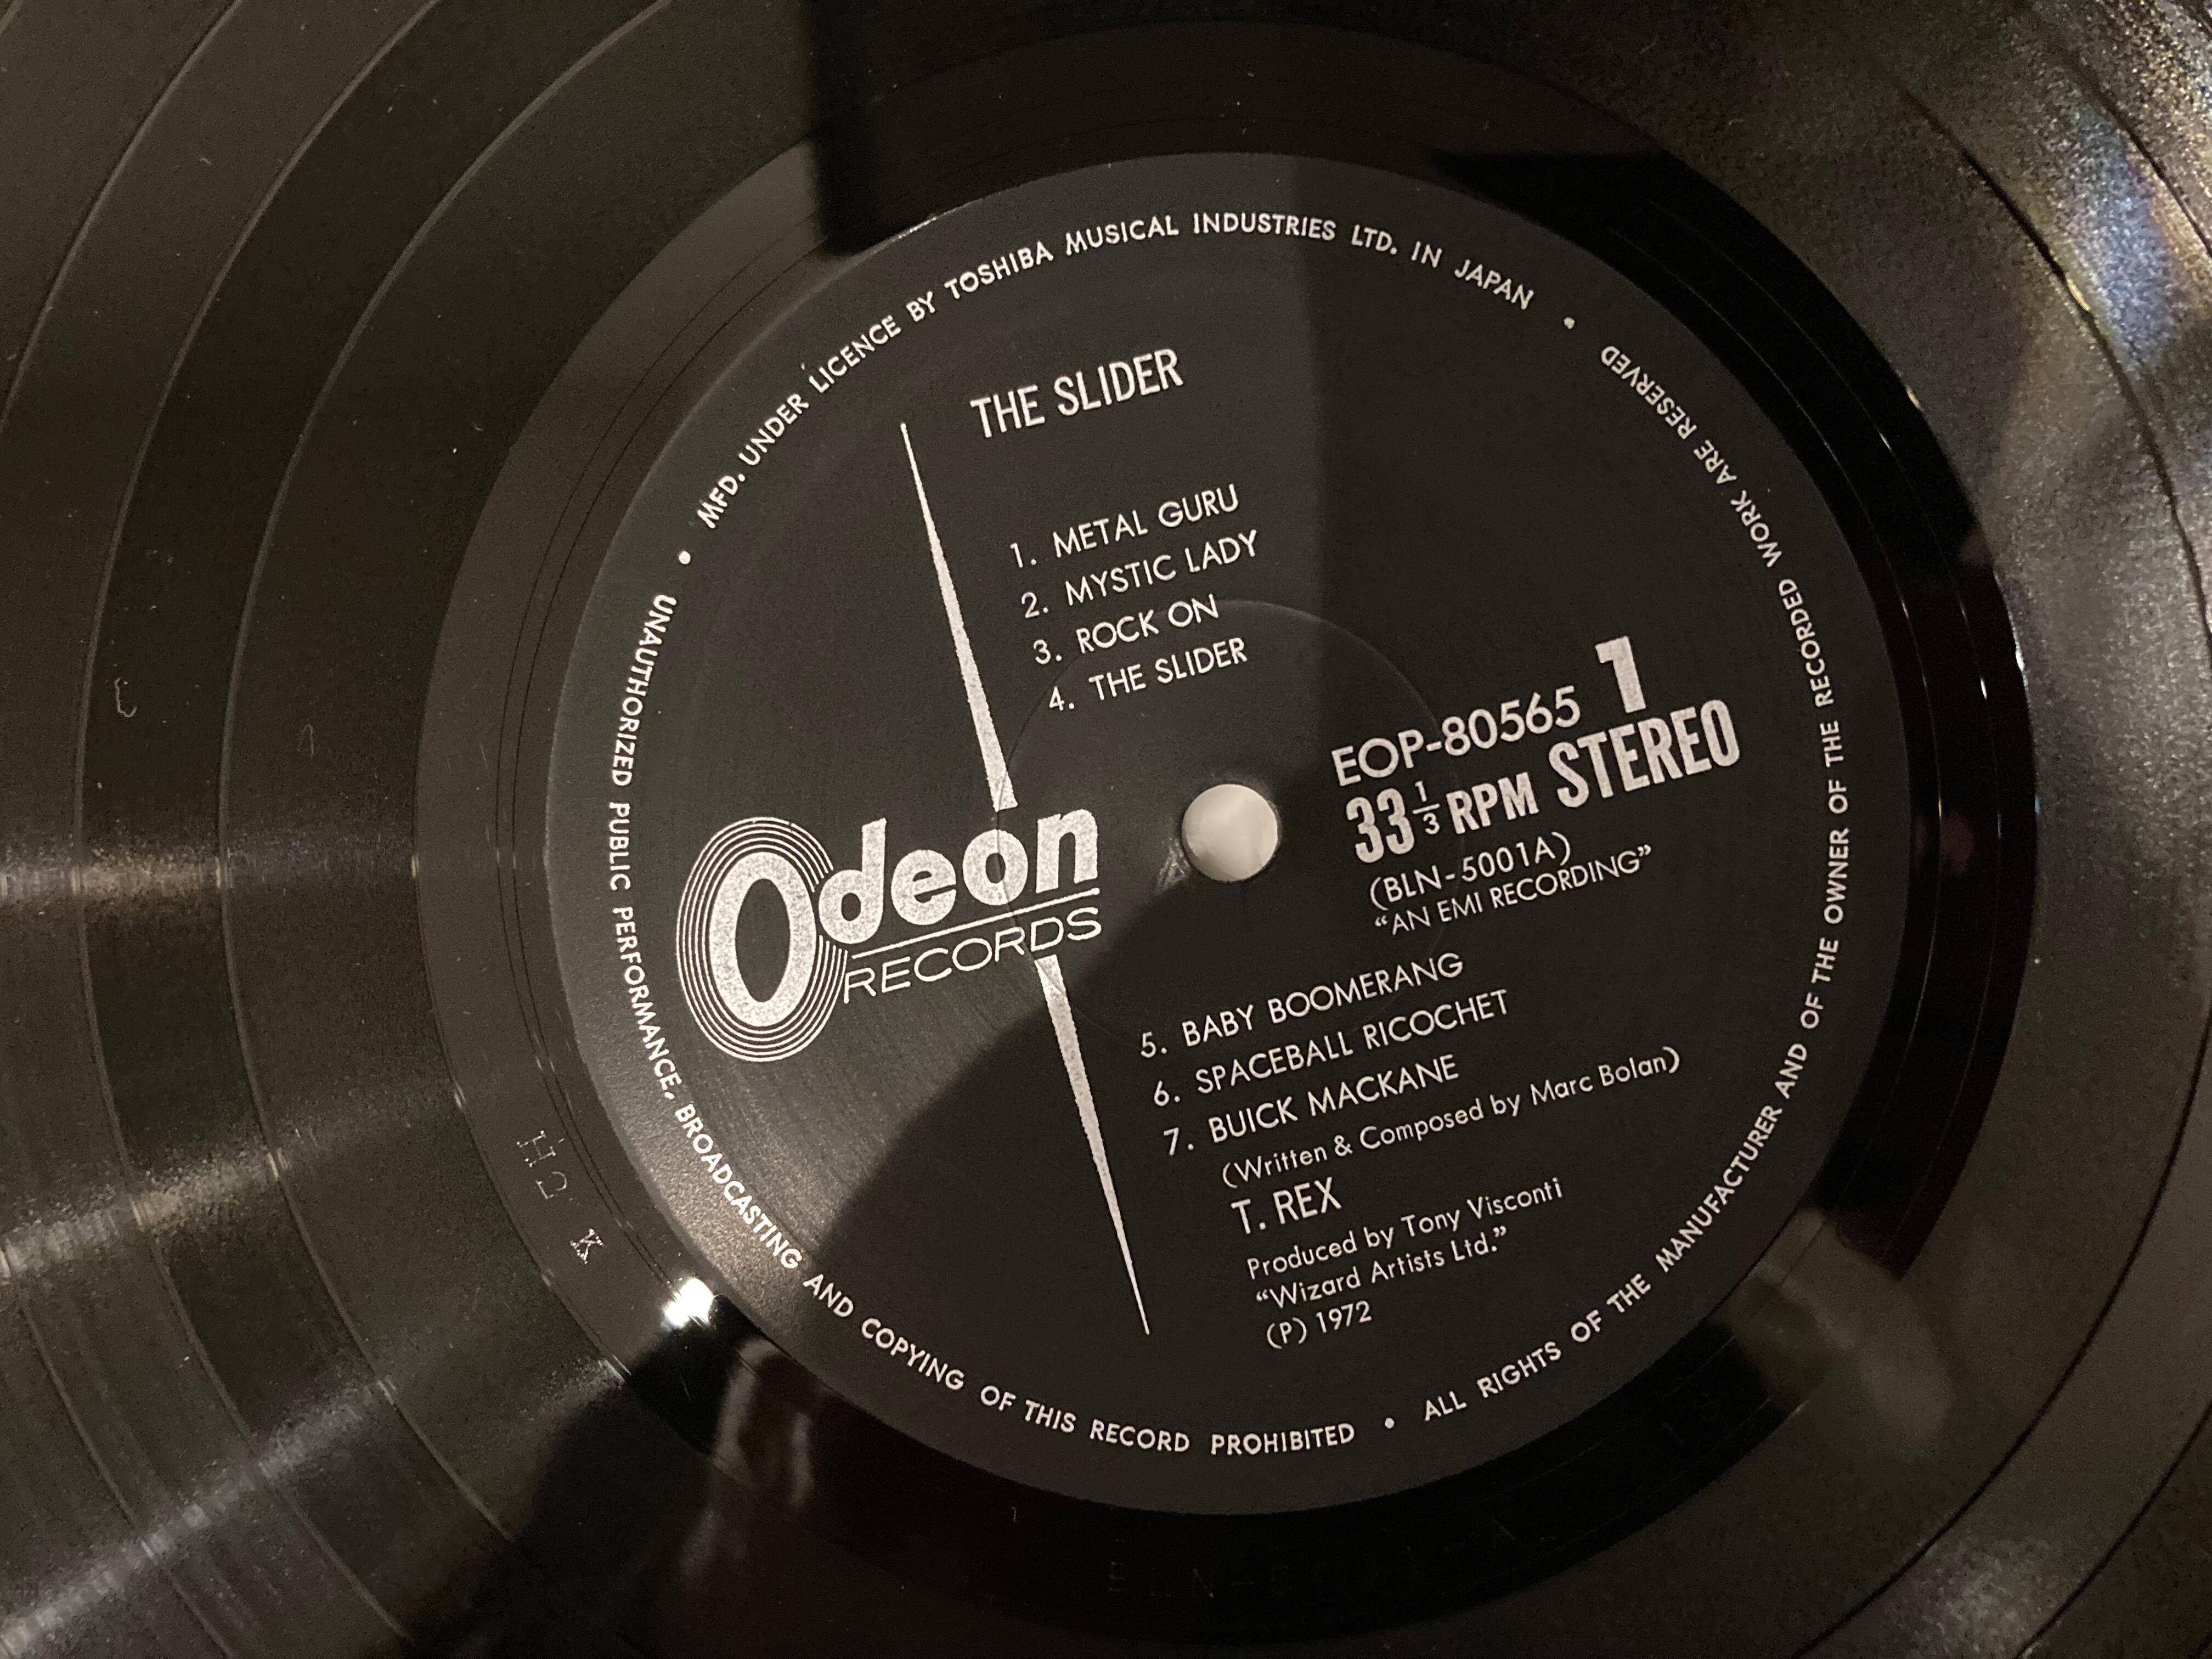 MFD. UNDER LICENCE BY TOSHIBA MUSICAL INDUSTRIES LTD. IN JAPAN •
THE SLIDER
1. METAL GURU
2. MYSTIC LADY
3. ROCK ON
4. THE SLIDER
EOP-80565 1
33 1/3 RPM STEREO
(BLN-5001A)
“AN EMI RECORDING”
Odeon
RECORDS
5. BABY BOOMERANG
6. SPACEBALL RICOCHET
7. BUICK MACKANE
(Written & Composed by Marc Bolan)
T. REX
Produced by Tony Visconti
“Wizard Artists Ltd.”
(P) 1972
• UNAUTHORIZED PUBLIC PERFORMANCE, BROADCASTING AND COPYING OF THIS RECORD PROHIBITED •
ALL RIGHTS OF THE MANUFACTURER AND OF THE OWNER OF THE RECORDED WORK ARE RESERVED
H2 K